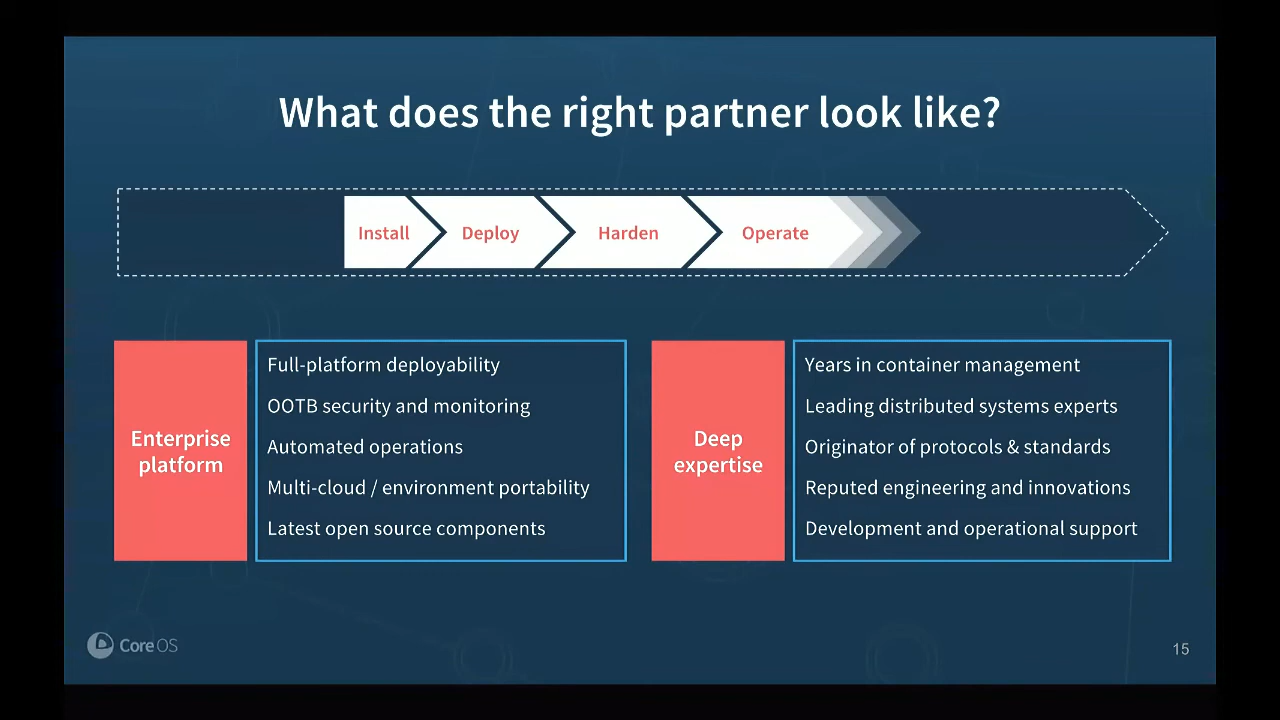 What does the right partner look like?
Install Deploy Harden Operate
Enterprise
platform
Full-platform deployability
OOTB security and monitoring
Automated operations
Multi-cloud / environment portability
Latest open source components
Deep
expertise
Years in container management
Leading distributed systems experts
Originator of protocols & standards
Reputed engineering and innovations
Development and operational support
CoreOS
15